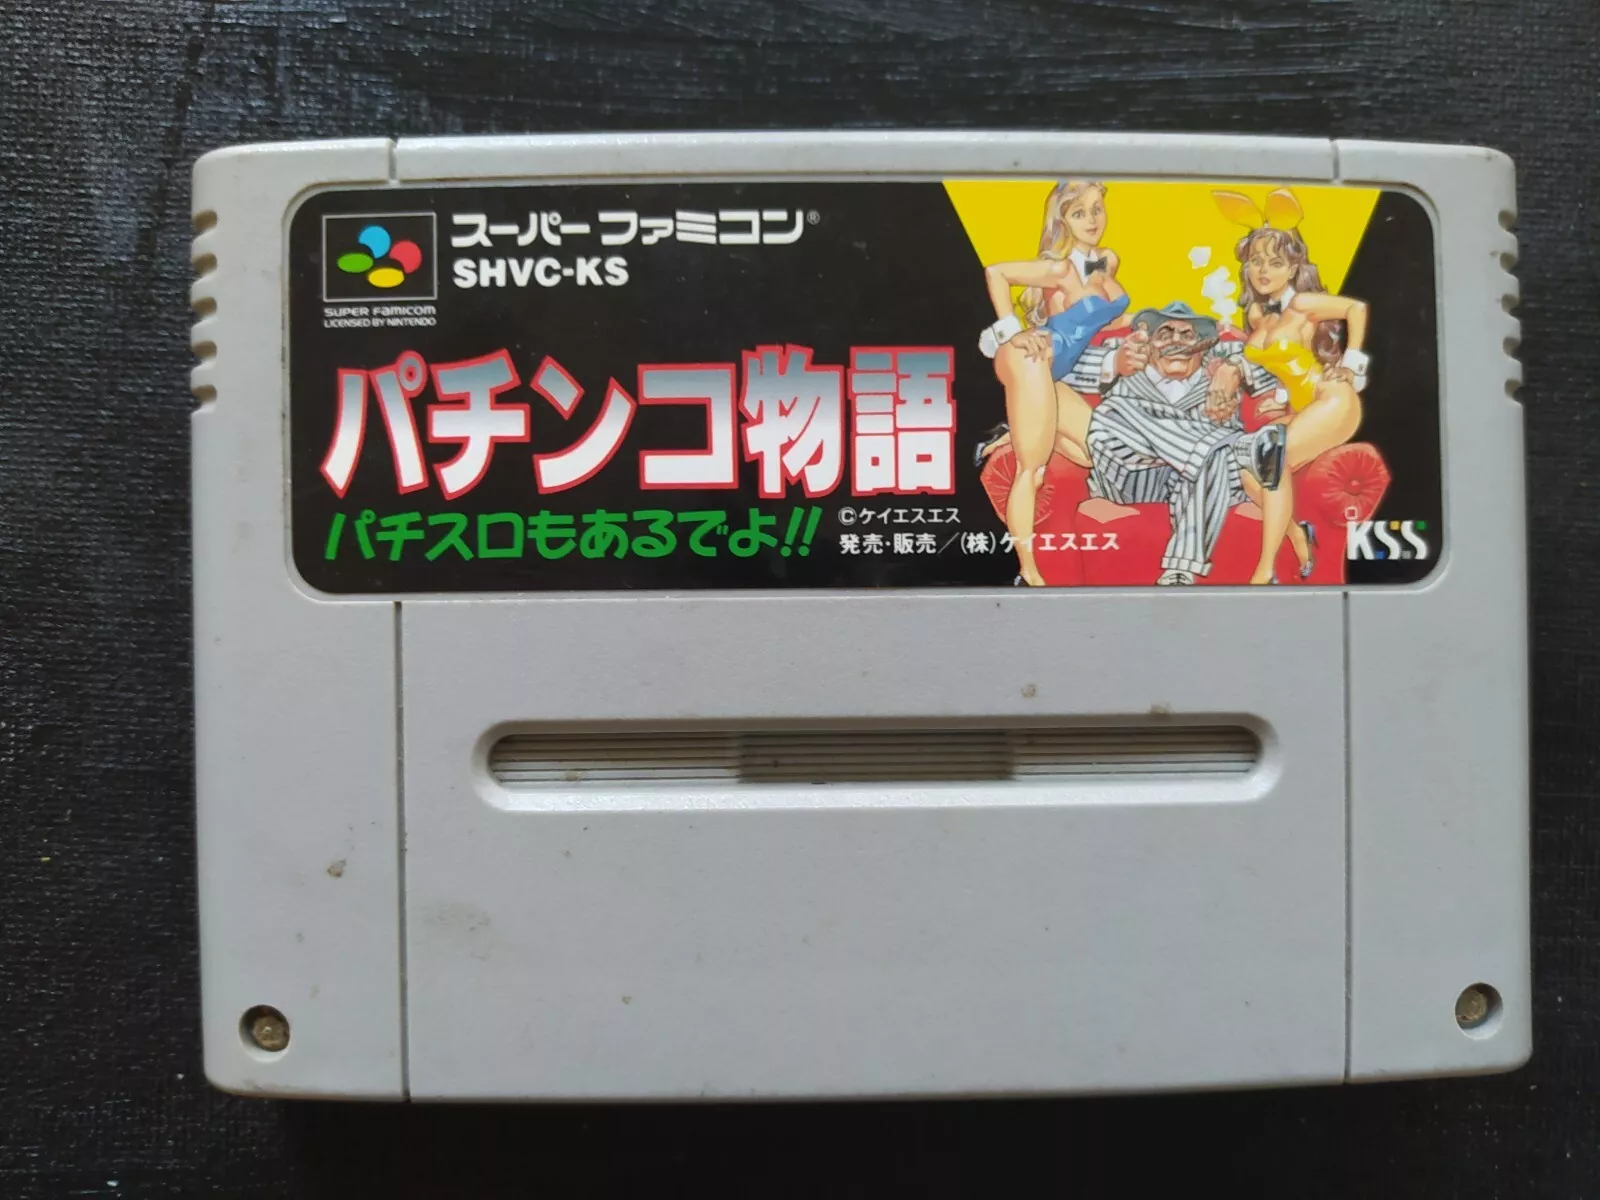 スーパーファミコン®
SHVC-KS
SUPER FAMICOM
LICENSED BY NINTENDO
パチンコ物語
パチスロもあるでよ!!
©ケイエスエス
発売・販売/(株)ケイエスエス
KSS